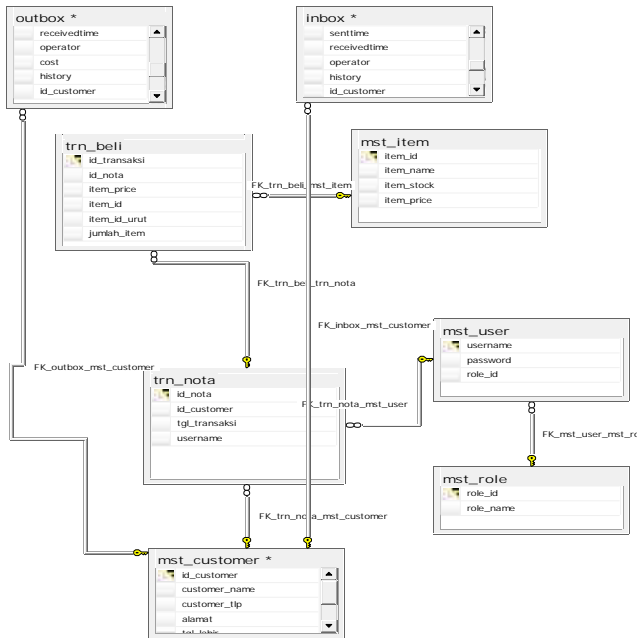 outbox *
receivedtime
operator
cost
history
id_customer
inbox *
senttime
receivedtime
operator
history
id_customer
trn_beli
id_transaksi
id_nota
item_price
item_id
item_id_urut
jumlah_item
FK_trn_beli_mst_item
mst_item
item_id
item_name
item_stock
item_price
FK_trn_beli_trn_nota
FK_inbox_mst_customer
mst_user
username
password
role_id
FK_outbox_mst_customer
trn_nota
id_nota
id_customer
tgl_transaksi
username
FK_trn_nota_mst_user
mst_role
role_id
role_name
FK_trn_nota_mst_customer
mst_customer *
id_customer
customer_name
customer_tlp
alamat